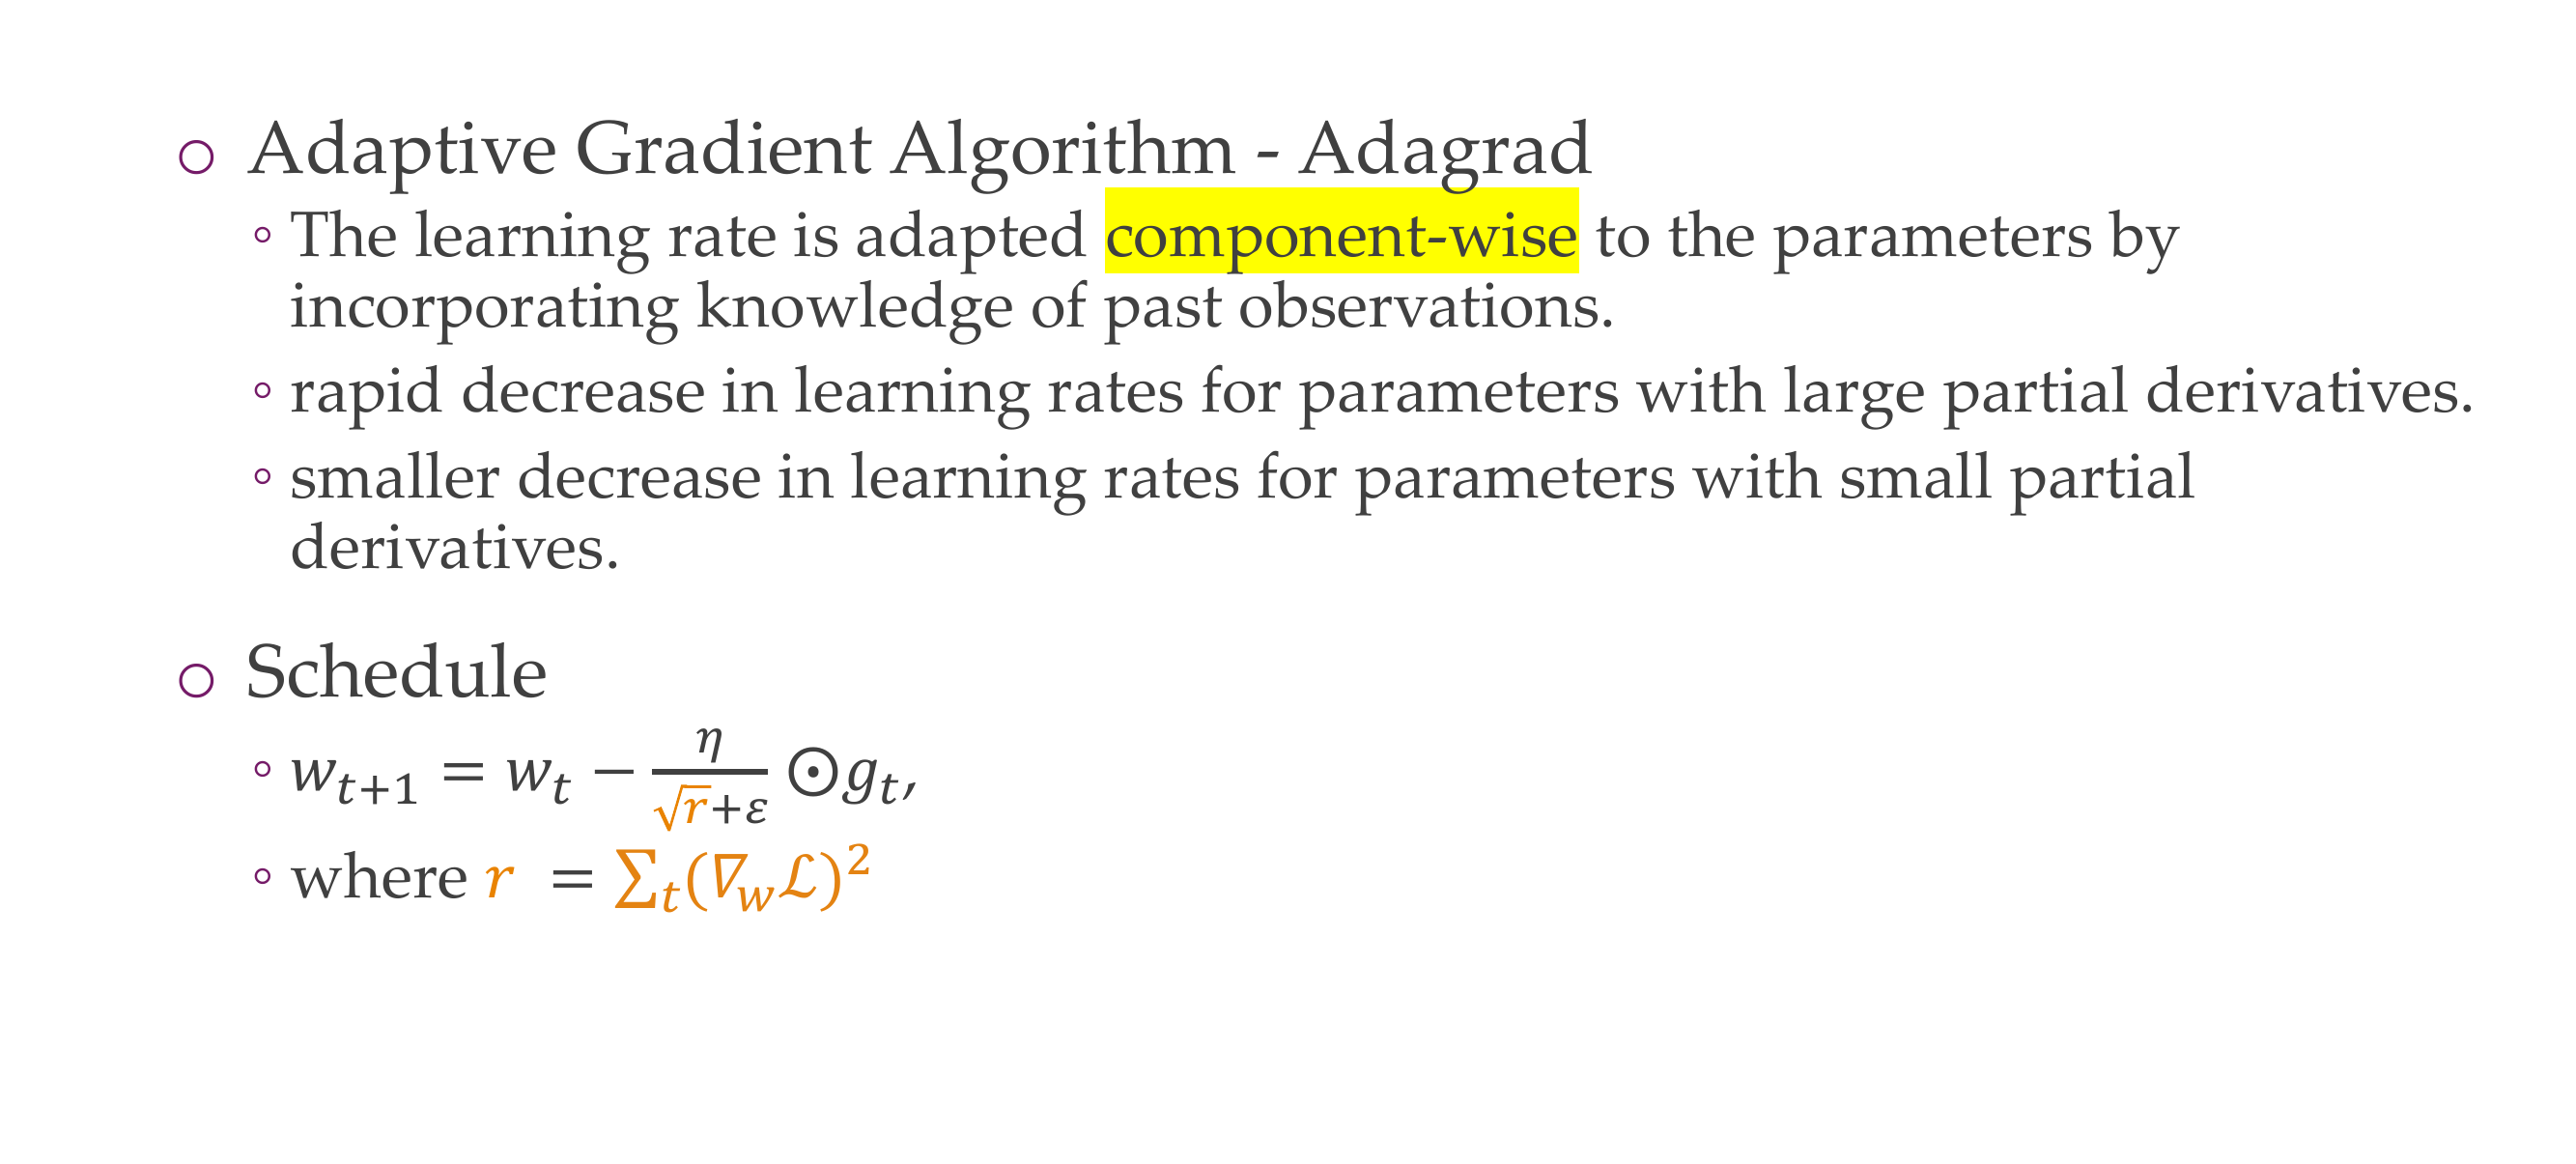 ○ Adaptive Gradient Algorithm - Adagrad
◦ The learning rate is adapted component-wise to the parameters by
incorporating knowledge of past observations.
◦ rapid decrease in learning rates for parameters with large partial derivatives.
◦ smaller decrease in learning rates for parameters with small partial
derivatives.
○ Schedule
◦ $w_{t+1} = w_t - \frac{\eta}{\sqrt{r}+\varepsilon} \odot g_t,$
◦ where $r = \sum_t (\nabla_w \mathcal{L})^2$